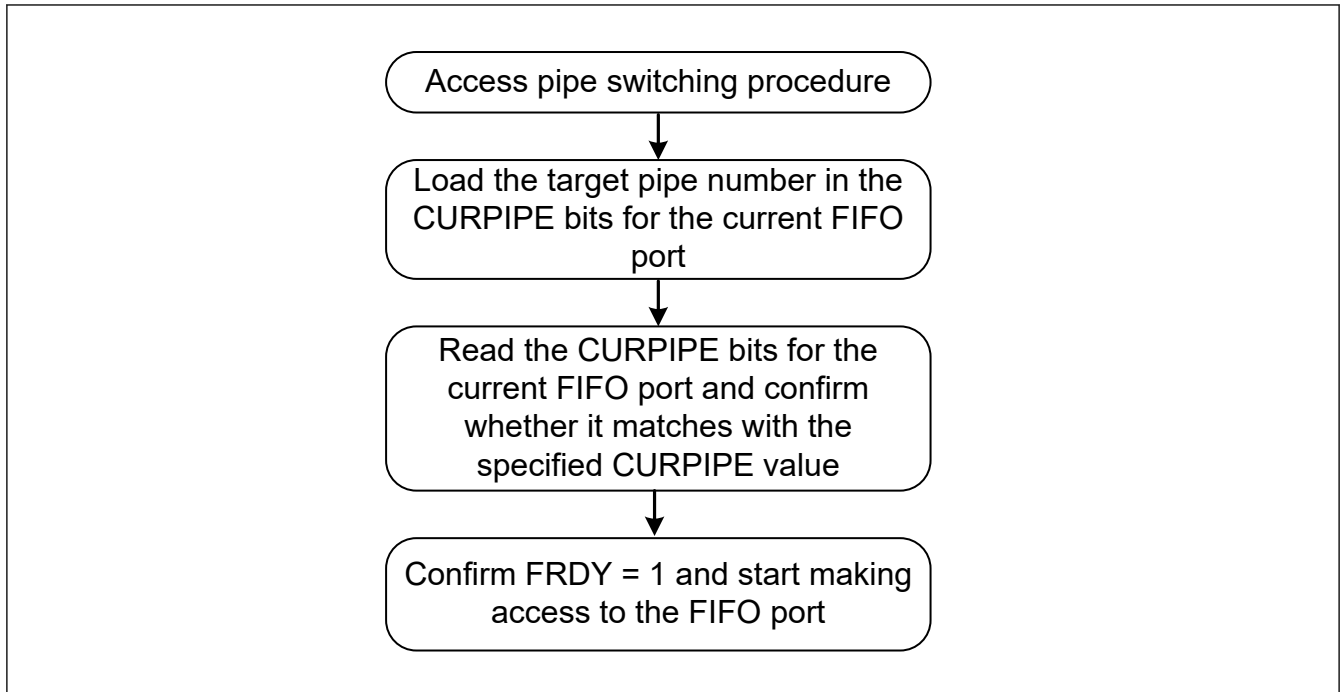 Access pipe switching procedure
Load the target pipe number in the
CURPIPE bits for the current FIFO
port
Read the CURPIPE bits for the
current FIFO port and confirm
whether it matches with the
specified CURPIPE value
Confirm FRDY = 1 and start making
access to the FIFO port